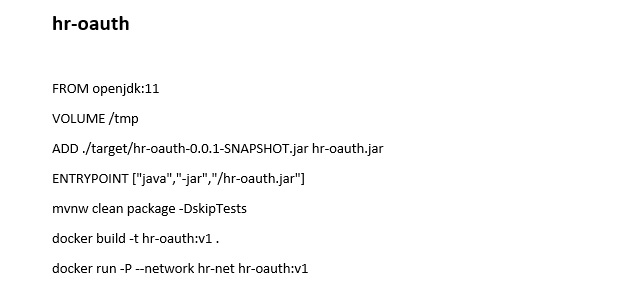 hr-oauth
FROM openjdk:11
VOLUME /tmp
ADD ./target/hr-oauth-0.0.1-SNAPSHOT.jar hr-oauth.jar
ENTRYPOINT ["java","-jar","/hr-oauth.jar"]
mvnw clean package -DskipTests
docker build -t hr-oauth:v1 .
docker run -P --network hr-net hr-oauth:v1